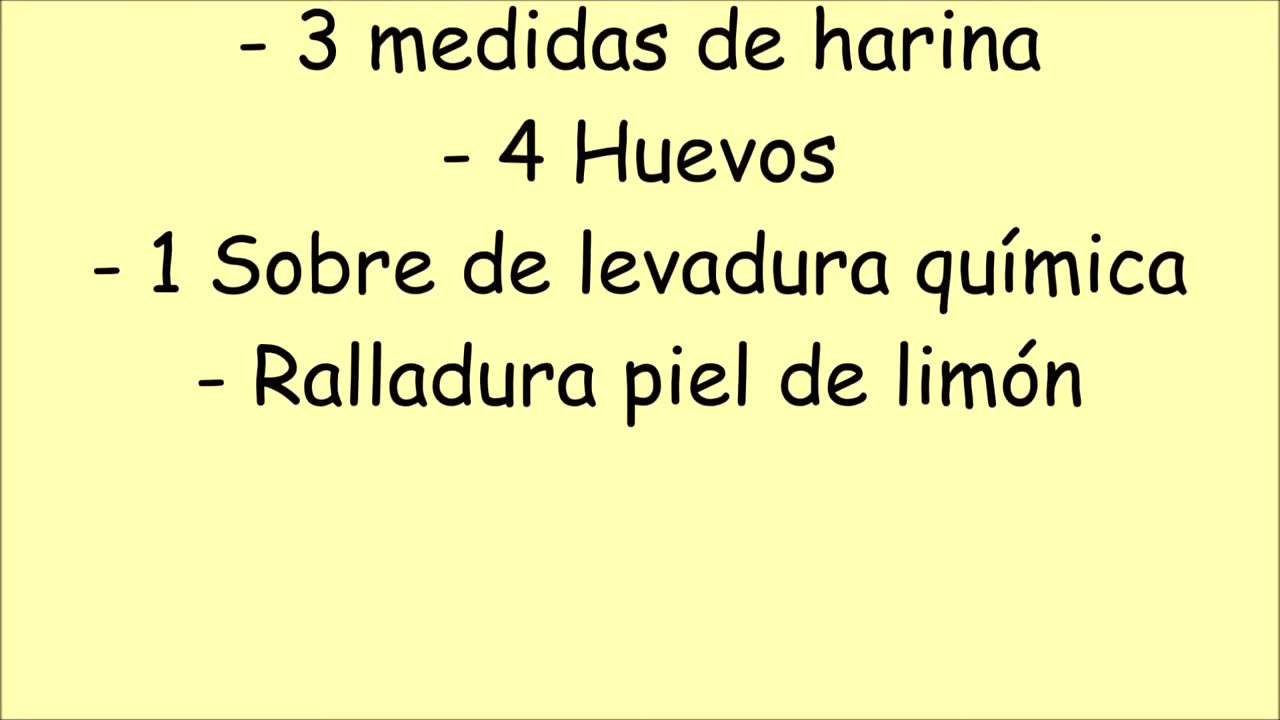 - 3 medidas de harina
- 4 Huevos
- 1 Sobre de levadura química
- Ralladura piel de limón